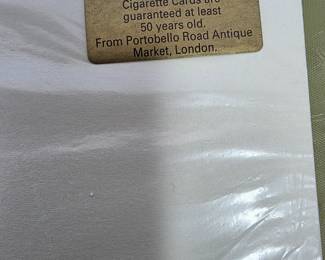 Cigarette Cards are
guaranteed at least
50 years old.
From Portobello Road Antique
Market, London.